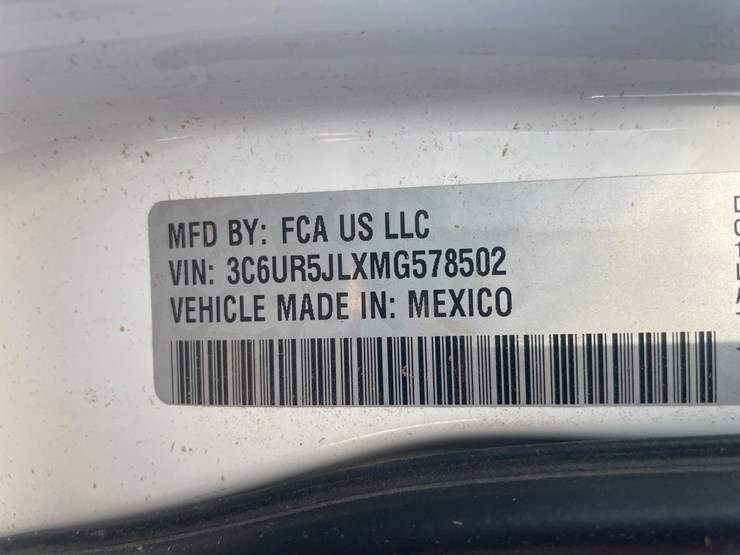 MFD BY: FCA US LLC
VIN: 3C6UR5JLXMG578502
VEHICLE MADE IN: MEXICO